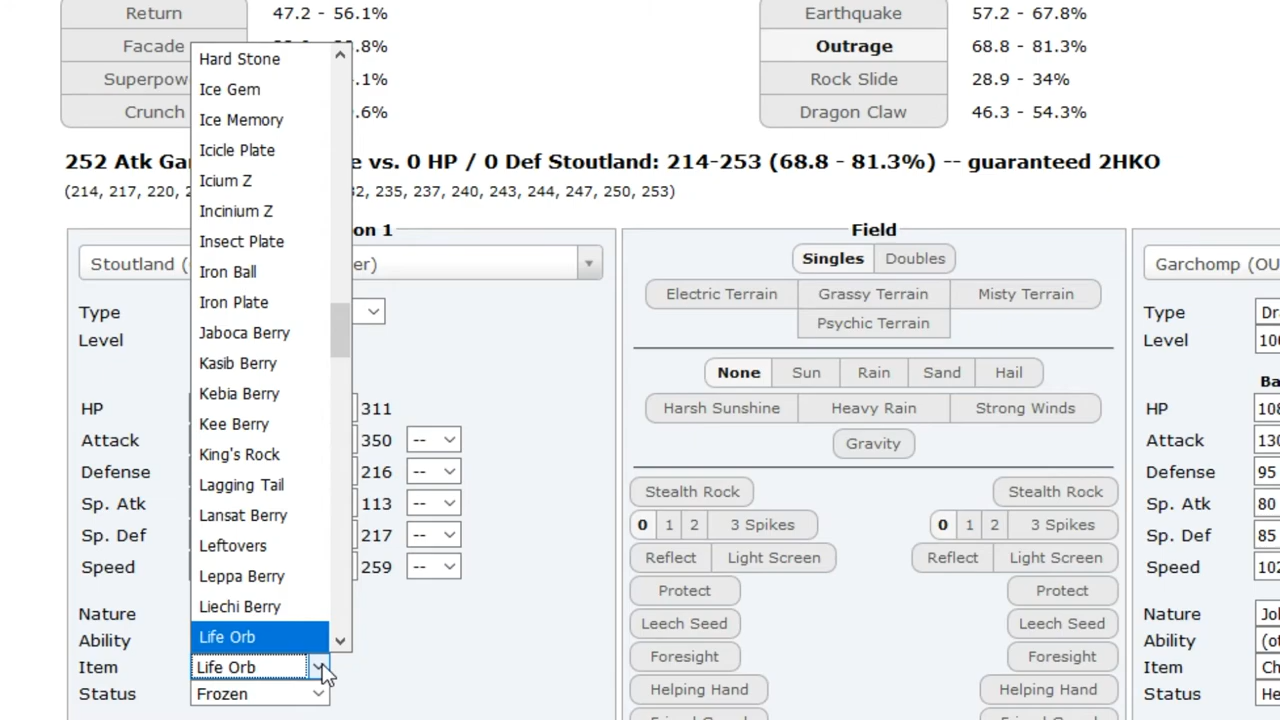 Return 47.2 - 56.1% Earthquake 57.2 - 67.8%
Facade .8% Outrage 68.8 - 81.3%
Superpow .1% Rock Slide 28.9 - 34%
Crunch .6% Dragon Claw 46.3 - 54.3%
252 Atk Ga e vs. 0 HP / 0 Def Stoutland: 214-253 (68.8 - 81.3%) -- guaranteed 2HKO
(214, 217, 220, 2 32, 235, 237, 240, 243, 244, 247, 250, 253)
Hard Stone
Ice Gem
Ice Memory
Icicle Plate
Icium Z
Incinium Z
Insect Plate
Iron Ball
Iron Plate
Jaboca Berry
Kasib Berry
Kebia Berry
Kee Berry
King's Rock
Lagging Tail
Lansat Berry
Leftovers
Leppa Berry
Liechi Berry
Life Orb
on 1
Stoutland ( er)
Type
Level
HP 311
Attack 350 --
Defense 216 --
Sp. Atk 113 --
Sp. Def 217 --
Speed 259 --
Nature
Ability
Item Life Orb
Status Frozen
Field
Singles Doubles
Electric Terrain Grassy Terrain Misty Terrain
Psychic Terrain
None Sun Rain Sand Hail
Harsh Sunshine Heavy Rain Strong Winds
Gravity
Stealth Rock Stealth Rock
0 1 2 3 Spikes 0 1 2 3 Spikes
Reflect Light Screen Reflect Light Screen
Protect Protect
Leech Seed Leech Seed
Foresight Foresight
Helping Hand Helping Hand
Garchomp (OU
Type Dra
Level 100
Ba
HP 108
Attack 130
Defense 95
Sp. Atk 80
Sp. Def 85
Speed 102
Nature Jol
Ability (ot
Item Ch
Status He